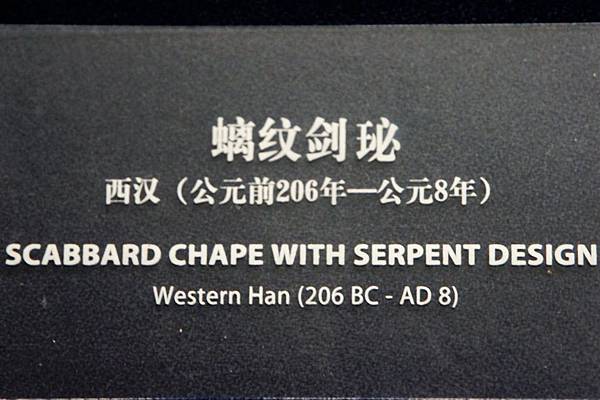 螭纹剑珌
西汉（公元前206年—公元8年）
SCABBARD CHAPE WITH SERPENT DESIGN
Western Han (206 BC - AD 8)